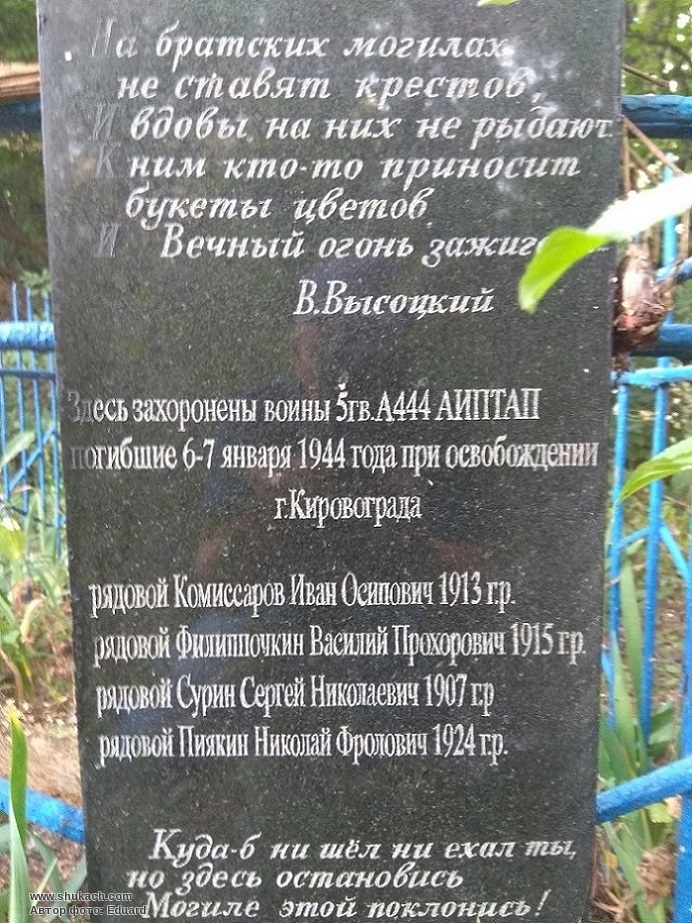 На братских могилах
не ставят крестов,
И вдовы на них не рыдают.
К ним кто-то приносит
букеты цветов
И Вечный огонь
В.Высоцкий
Здесь захоронены воины 5гв.А444 АИПТАП
погибшие 6-7 января 1944 года при освобождении
г.Кировограда
рядовой Комиссаров Иван Осипович 1913 г.р.
рядовой Филиппочкин Василий Прохорович 1915 г.р.
рядовой Сурин Сергей Николаевич 1907 г.р
рядовой Пиякин Николай Фролович 1924 г.р.
Куда-б ни шёл ни ехал ты,
но здесь остановись
Могиле этой поклонись!
www.shukach.com
Автор фото: Eduard